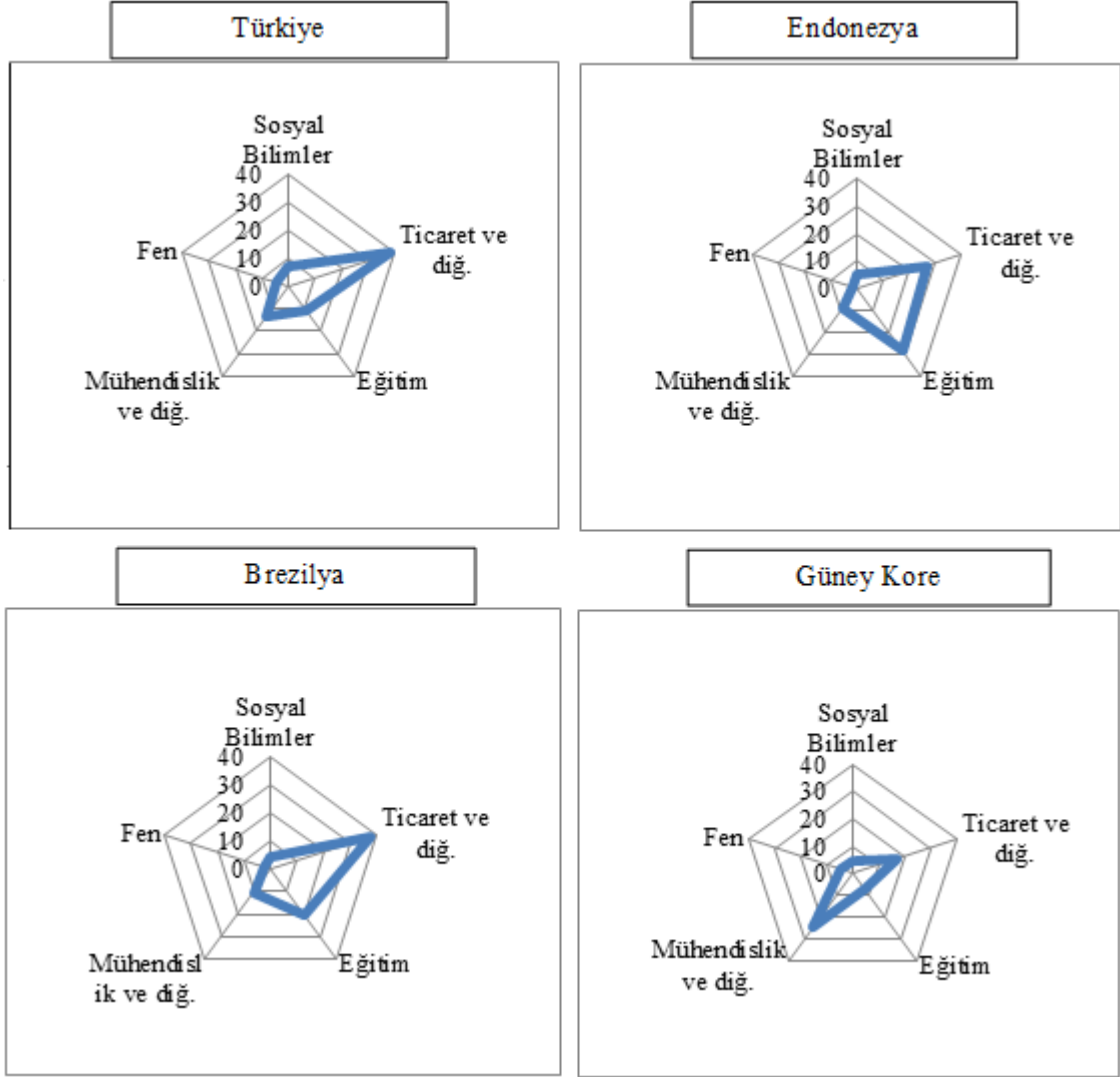 Türkiye
Sosyal
Bilimler
40
30
20
10
0
Ticaret ve
diğ.
Eğitim
Mühendislik
ve diğ.
Fen
Endonezya
Sosyal
Bilimler
40
30
20
10
0
Ticaret ve
diğ.
Eğitim
Mühendislik
ve diğ.
Fen
Brezilya
Sosyal
Bilimler
40
30
20
10
0
Ticaret ve
diğ.
Eğitim
Mühendisl
ik ve diğ.
Fen
Güney Kore
Sosyal
Bilimler
40
30
20
10
0
Ticaret ve
diğ.
Eğitim
Mühendislik
ve diğ.
Fen